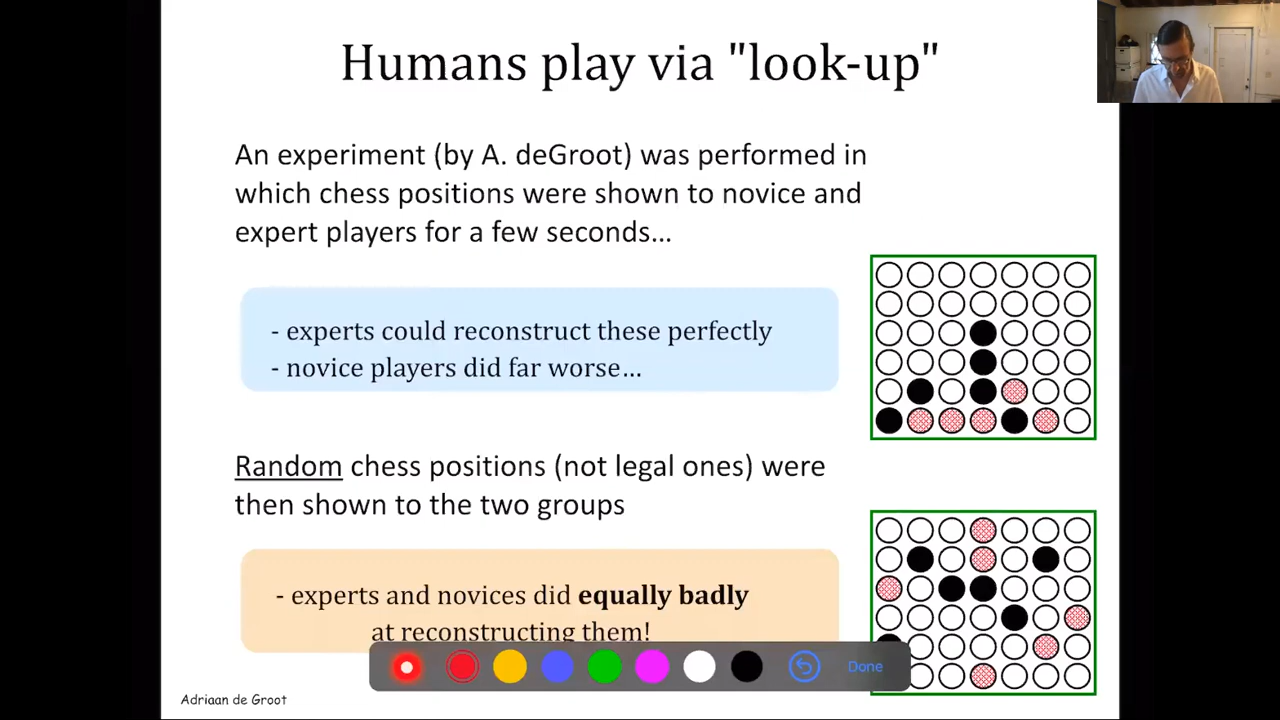 Humans play via "look-up"
An experiment (by A. deGroot) was performed in
which chess positions were shown to novice and
expert players for a few seconds…
- experts could reconstruct these perfectly
- novice players did far worse…
Random chess positions (not legal ones) were
then shown to the two groups
- experts and novices did equally badly
at reconstructing them!
Done
Adriaan de Groot